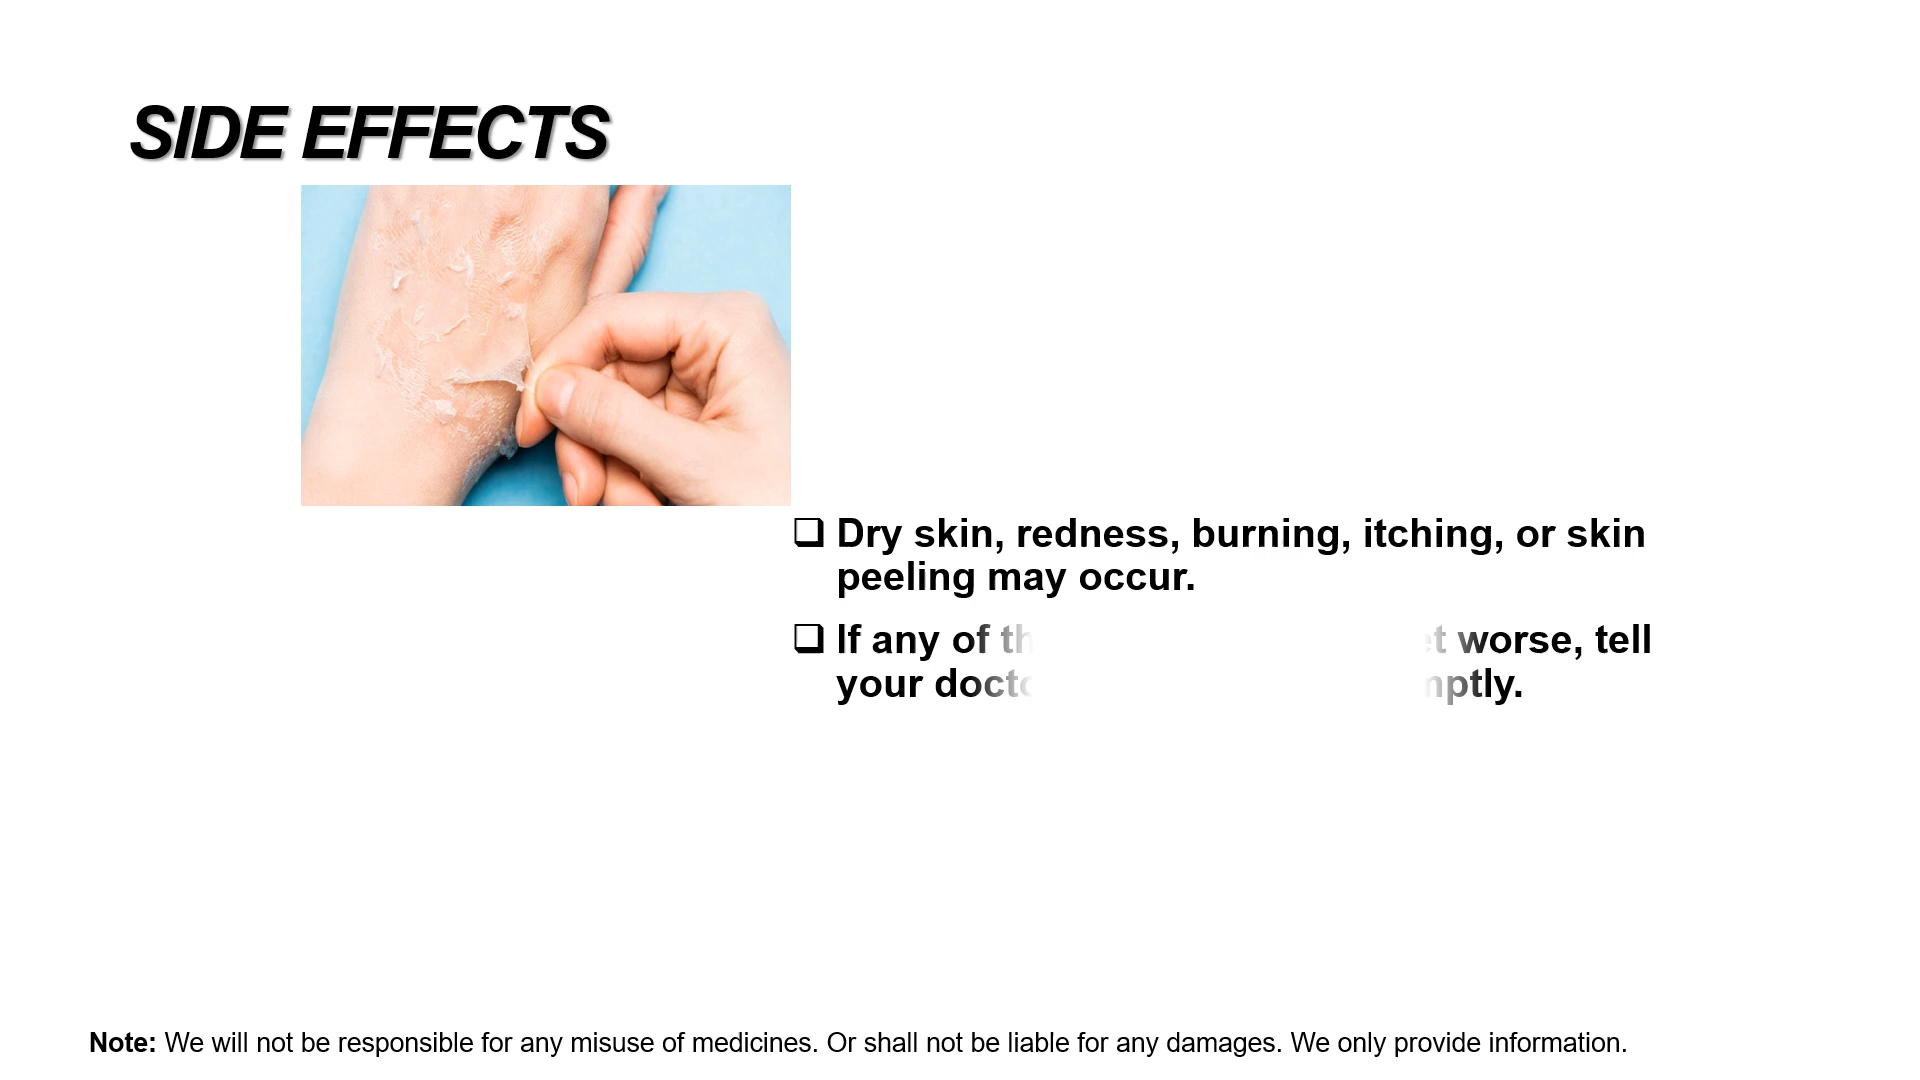 SIDE EFFECTS
❑ Dry skin, redness, burning, itching, or skin
peeling may occur.
❑ If any of worse, tell
your
Note: We will not be responsible for any misuse of medicines. Or shall not be liable for any damages. We only provide information.